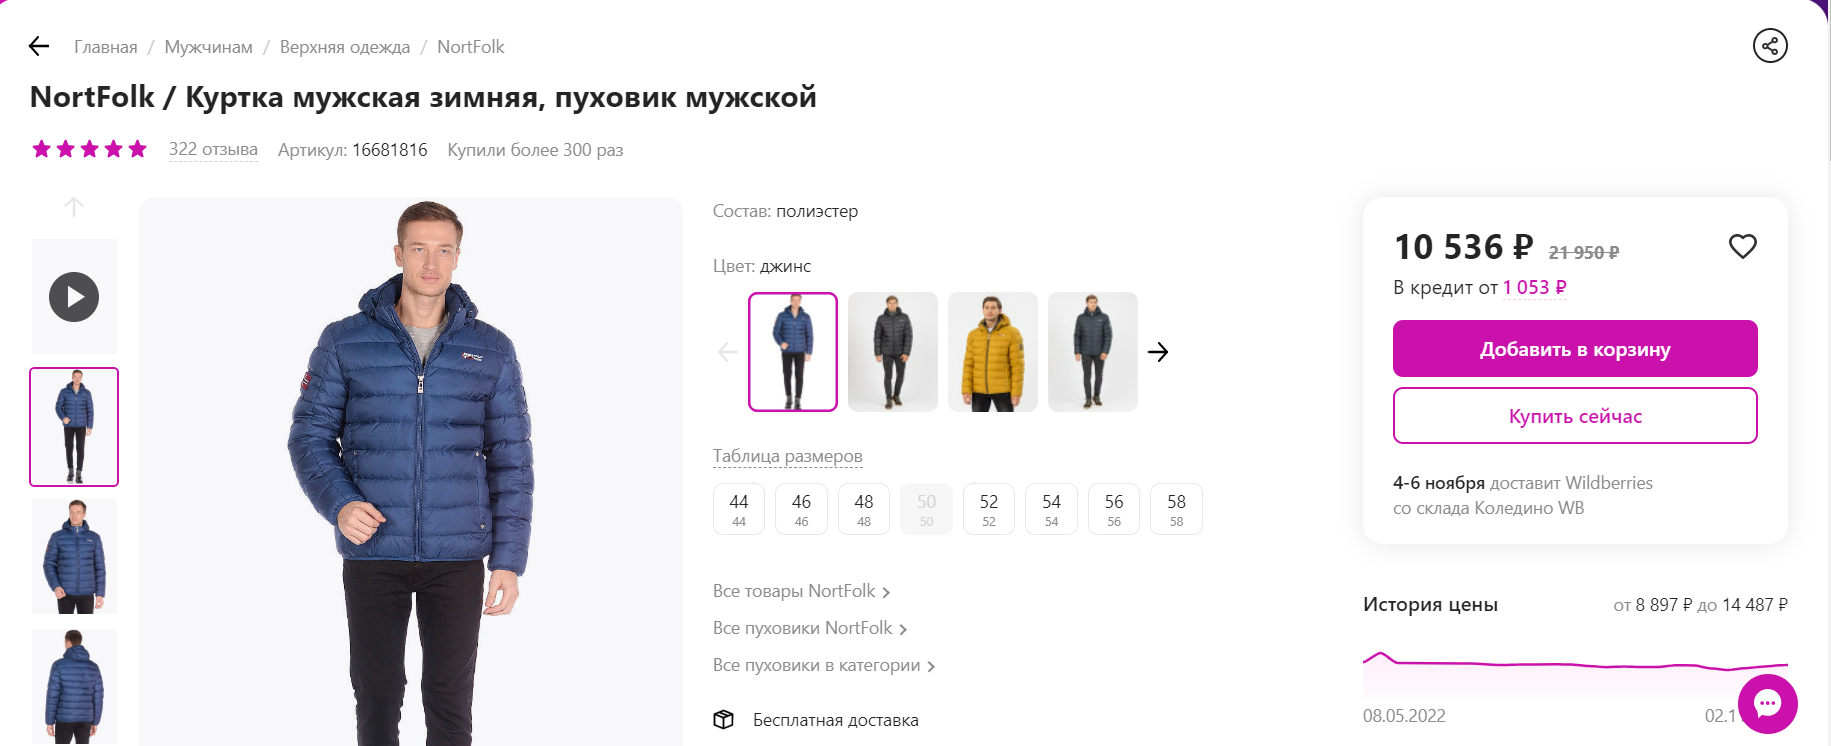 Главная / Мужчинам / Верхняя одежда / NortFolk
NortFolk / Куртка мужская зимняя, пуховик мужской
322 отзыва Артикул: 16681816 Купили более 300 раз
Состав: полиэстер
Цвет: джинс
Таблица размеров
44 46 48 50 52 54 56 58
44 46 48 50 52 54 56 58
Все товары NortFolk
Все пуховики NortFolk
Все пуховики в категории
Бесплатная доставка
10 536 ₽ 21 950 ₽
В кредит от 1 053 ₽
Добавить в корзину
Купить сейчас
4-6 ноября доставит Wildberries
со склада Коледино WB
История цены от 8 897 ₽ до 14 487 ₽
08.05.2022